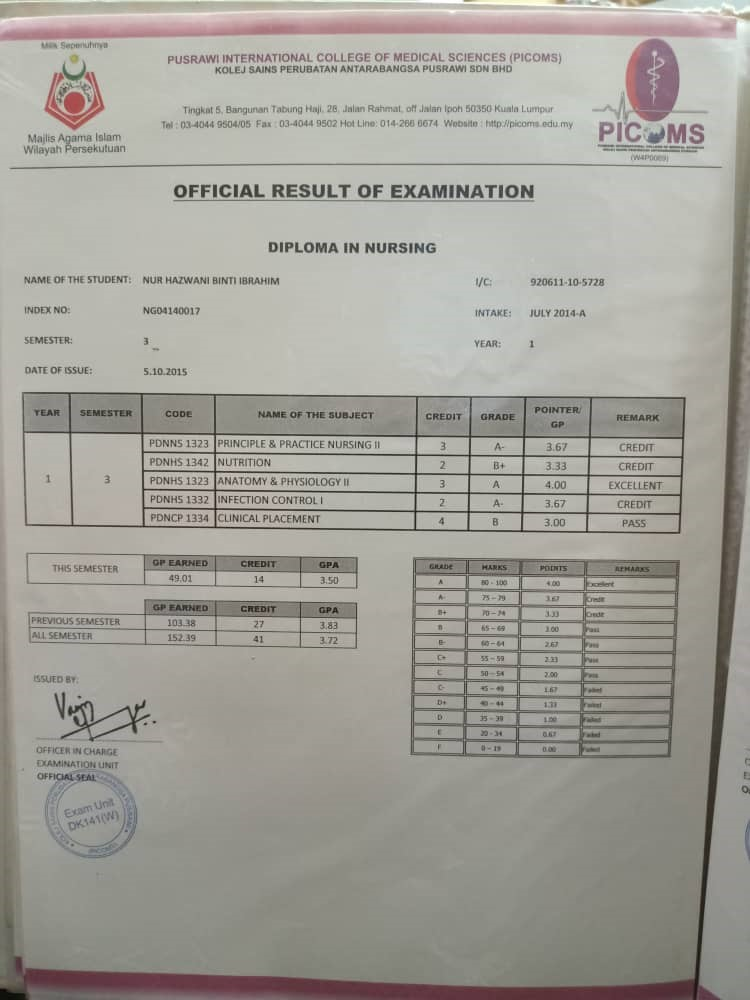 Milik Sepenuhnya
Majlis Agama Islam
Wilayah Persekutuan
PUSRAWI INTERNATIONAL COLLEGE OF MEDICAL SCIENCES (PICOMS)
KOLEJ SAINS PERUBATAN ANTARABANGSA PUSRAWI SDN BHD
Tingkat 5, Bangunan Tabung Haji, 28, Jalan Rahmat, off Jalan Ipoh 50350 Kuala Lumpur
Tel : 03-4044 9504/05 Fax : 03-4044 9502 Hot Line: 014-266 6674 Website : http://picoms.edu.my
PICOMS
PUSRAWI INTERNATIONAL COLLEGE OF MEDICAL SCIENCES
(W4P0089)
OFFICIAL RESULT OF EXAMINATION
DIPLOMA IN NURSING
NAME OF THE STUDENT: NUR HAZWANI BINTI IBRAHIM I/C: 920611-10-5728
INDEX NO: NG04140017 INTAKE: JULY 2014-A
SEMESTER: 3 YEAR: 1
DATE OF ISSUE: 5.10.2015
YEAR SEMESTER CODE NAME OF THE SUBJECT CREDIT GRADE POINTER/ GP REMARK
1 3 PDNNS 1323 PRINCIPLE & PRACTICE NURSING II 3 A- 3.67 CREDIT
PDNHS 1342 NUTRITION 2 B+ 3.33 CREDIT
PDNHS 1323 ANATOMY & PHYSIOLOGY II 3 A 4.00 EXCELLENT
PDNHS 1332 INFECTION CONTROL I 2 A- 3.67 CREDIT
PDNCP 1334 CLINICAL PLACEMENT 4 B 3.00 PASS
THIS SEMESTER GP EARNED CREDIT GPA
49.01 14 3.50
GP EARNED CREDIT GPA
PREVIOUS SEMESTER 103.38 27 3.83
ALL SEMESTER 152.39 41 3.72
GRADE MARKS POINTS REMARKS
A 80 - 100 4.00 Excellent
A- 75 - 79 3.67 Credit
B+ 70 - 74 3.33 Credit
B 65 - 69 3.00 Pass
B- 60 - 64 2.67 Pass
C+ 55 - 59 2.33 Pass
C 50 - 54 2.00 Pass
C- 45 - 49 1.67 Failed
D+ 40 - 44 1.33 Failed
D 35 - 39 1.00 Failed
E 20 - 34 0.67 Failed
F 0 - 19 0.00 Failed
ISSUED BY:
OFFICER IN CHARGE
EXAMINATION UNIT
OFFICIAL SEAL
Exam Unit
DK141(W)
(PICOMS)